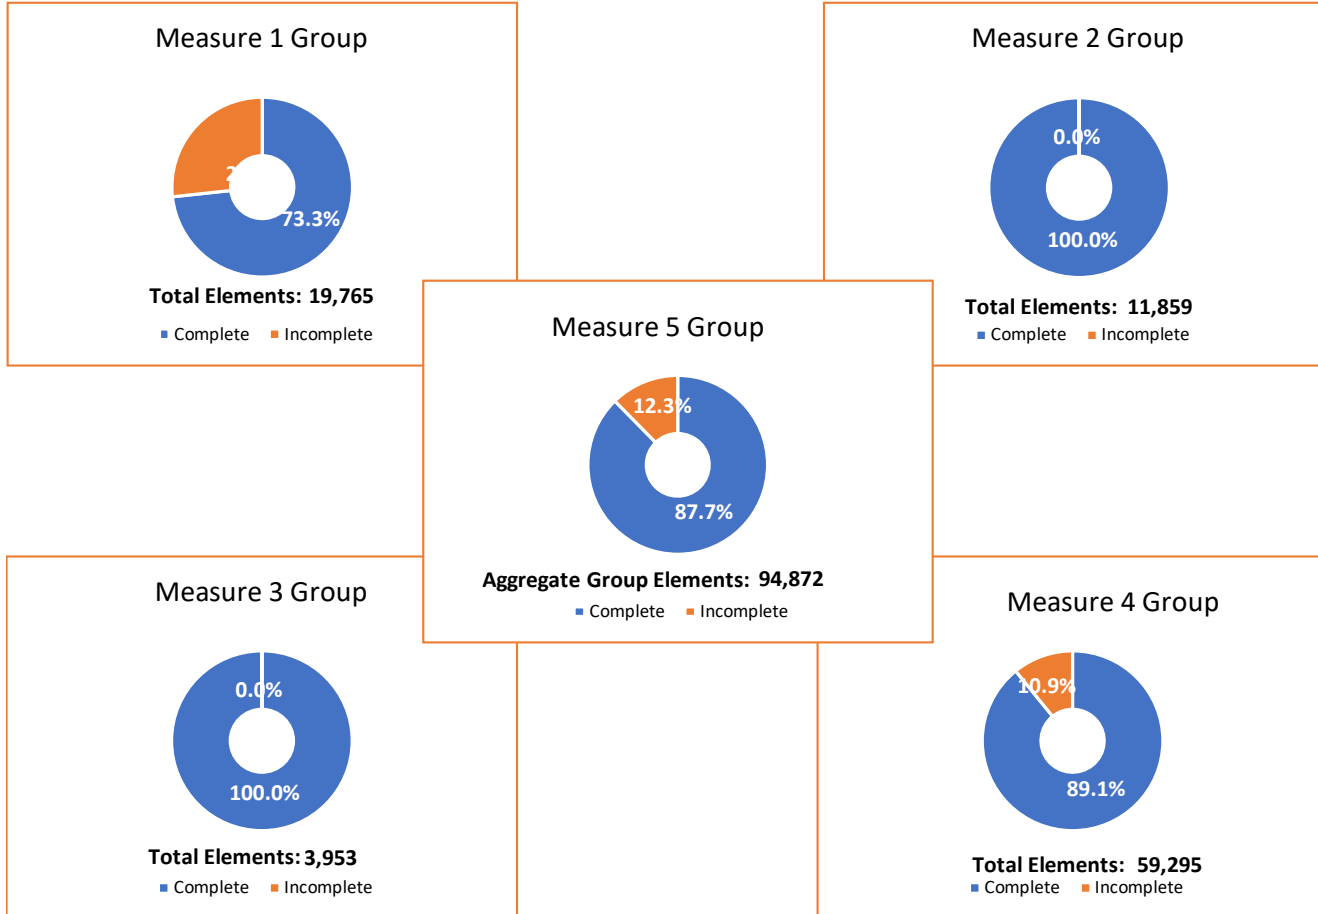 Measure 1 Group
73.3%
Total Elements: 19,765
Complete Incomplete
Measure 2 Group
0.0%
100.0%
Total Elements: 11,859
Complete Incomplete
Measure 5 Group
12.3%
87.7%
Aggregate Group Elements: 94,872
Complete Incomplete
Measure 3 Group
0.0%
100.0%
Total Elements: 3,953
Complete Incomplete
Measure 4 Group
10.9%
89.1%
Total Elements: 59,295
Complete Incomplete